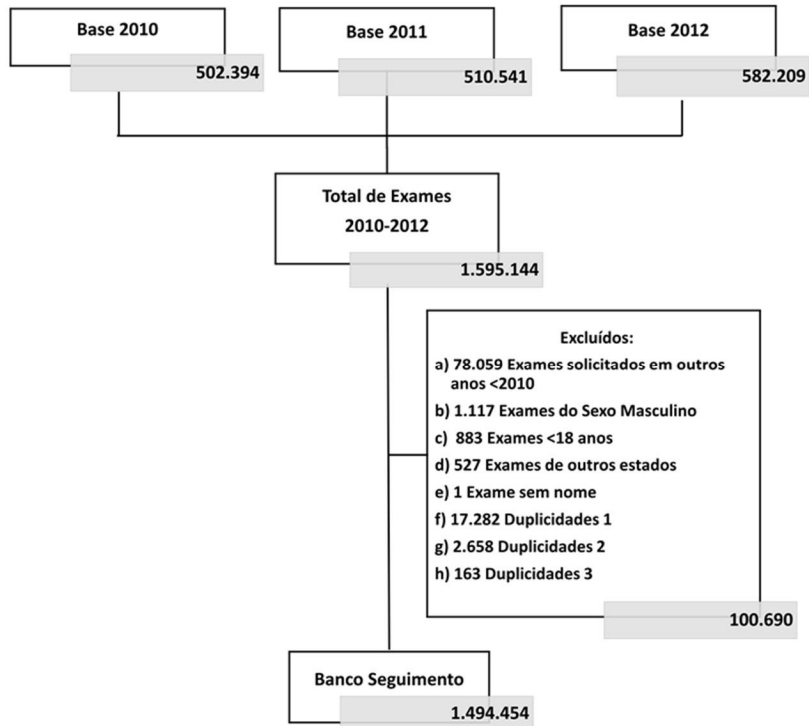 Base 2010
502.394
Base 2011
510.541
Base 2012
582.209
Total de Exames
2010-2012
1.595.144
Excluídos:
a) 78.059 Exames solicitados em outros
anos <2010
b) 1.117 Exames do Sexo Masculino
c) 883 Exames <18 anos
d) 527 Exames de outros estados
e) 1 Exame sem nome
f) 17.282 Duplicidades 1
g) 2.658 Duplicidades 2
h) 163 Duplicidades 3
100.690
Banco Seguimento
1.494.454